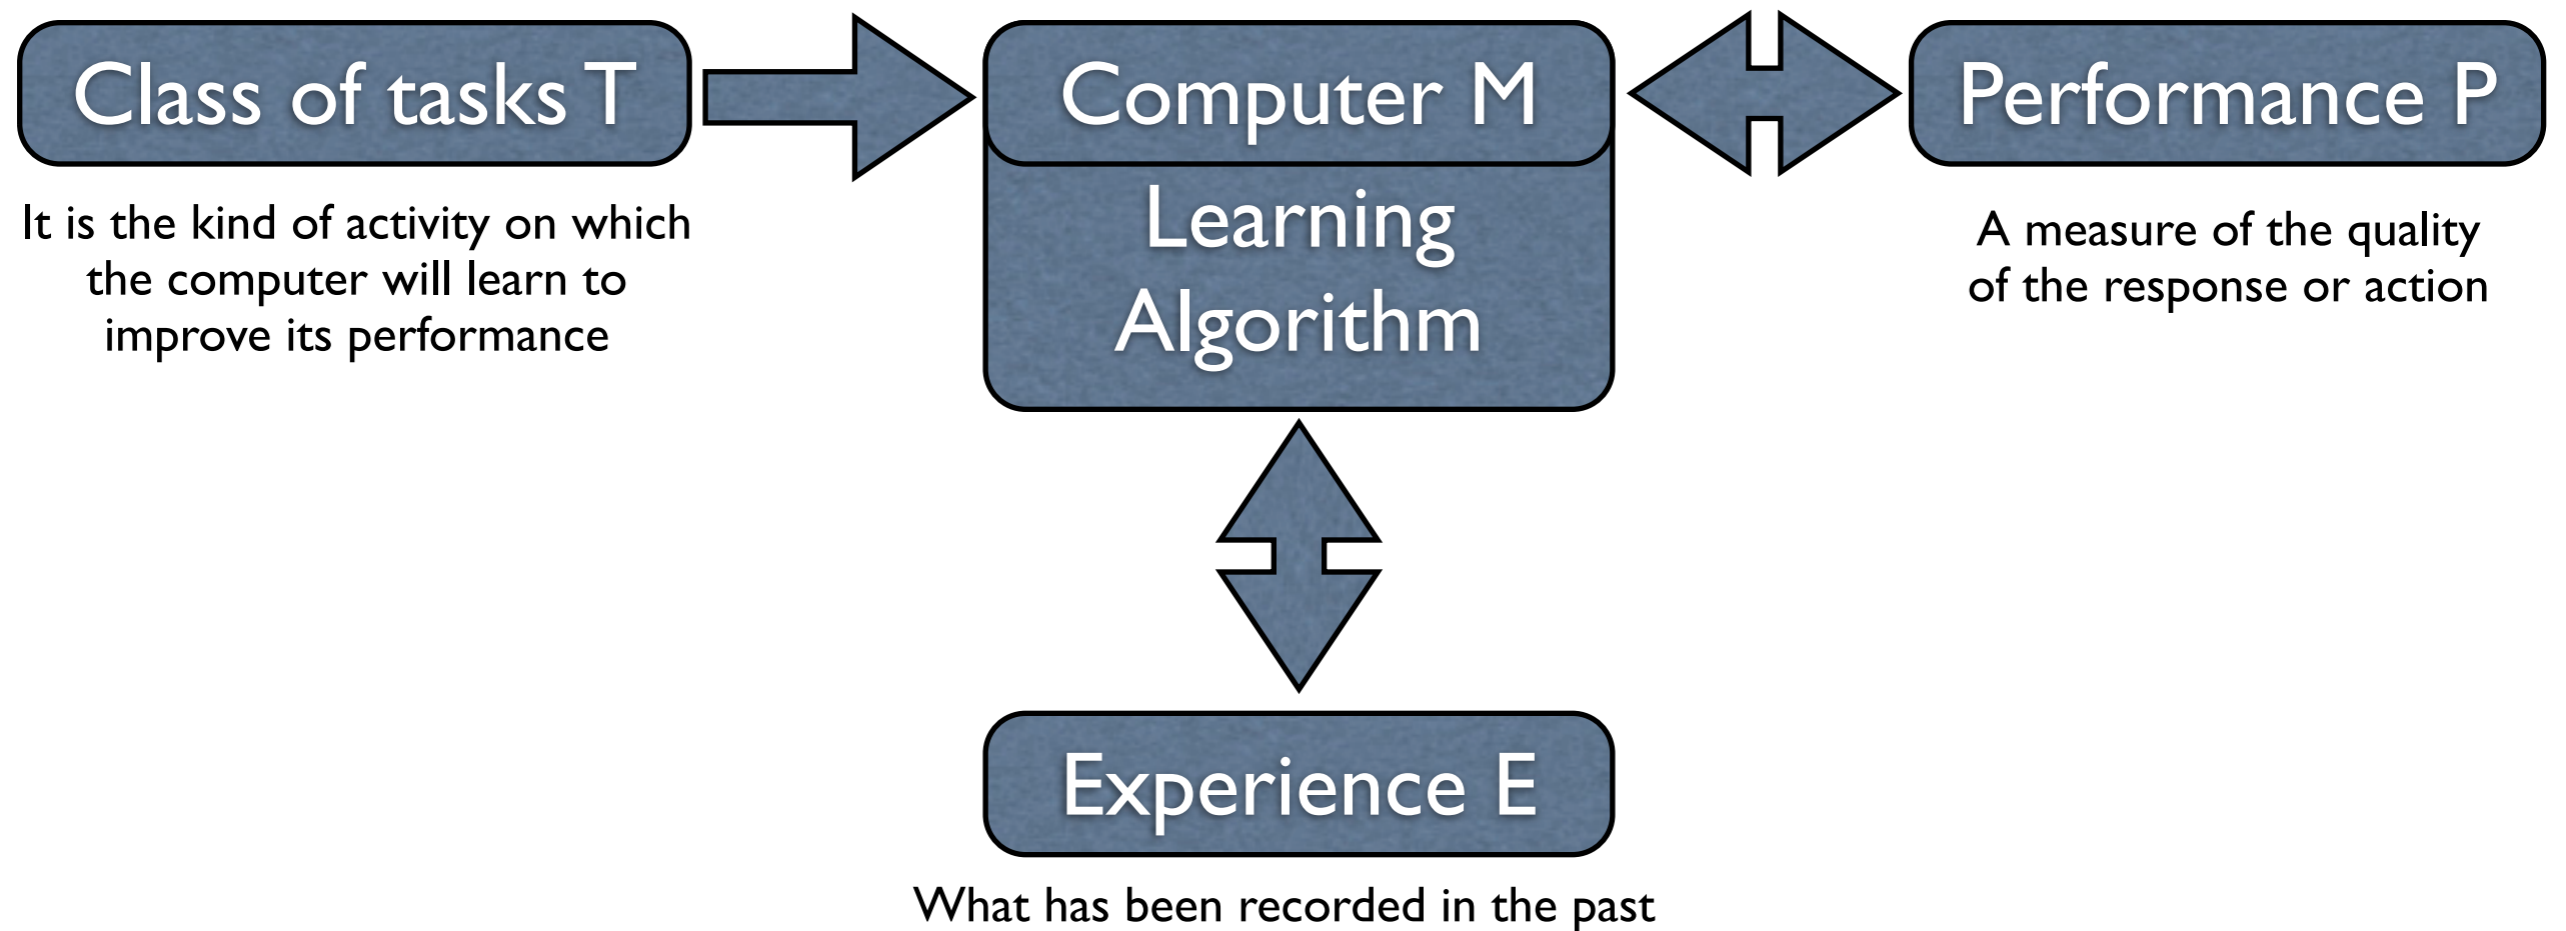 Class of tasks T
It is the kind of activity on which
the computer will learn to
improve its performance
Computer M
Learning
Algorithm
Performance P
A measure of the quality
of the response or action
Experience E
What has been recorded in the past